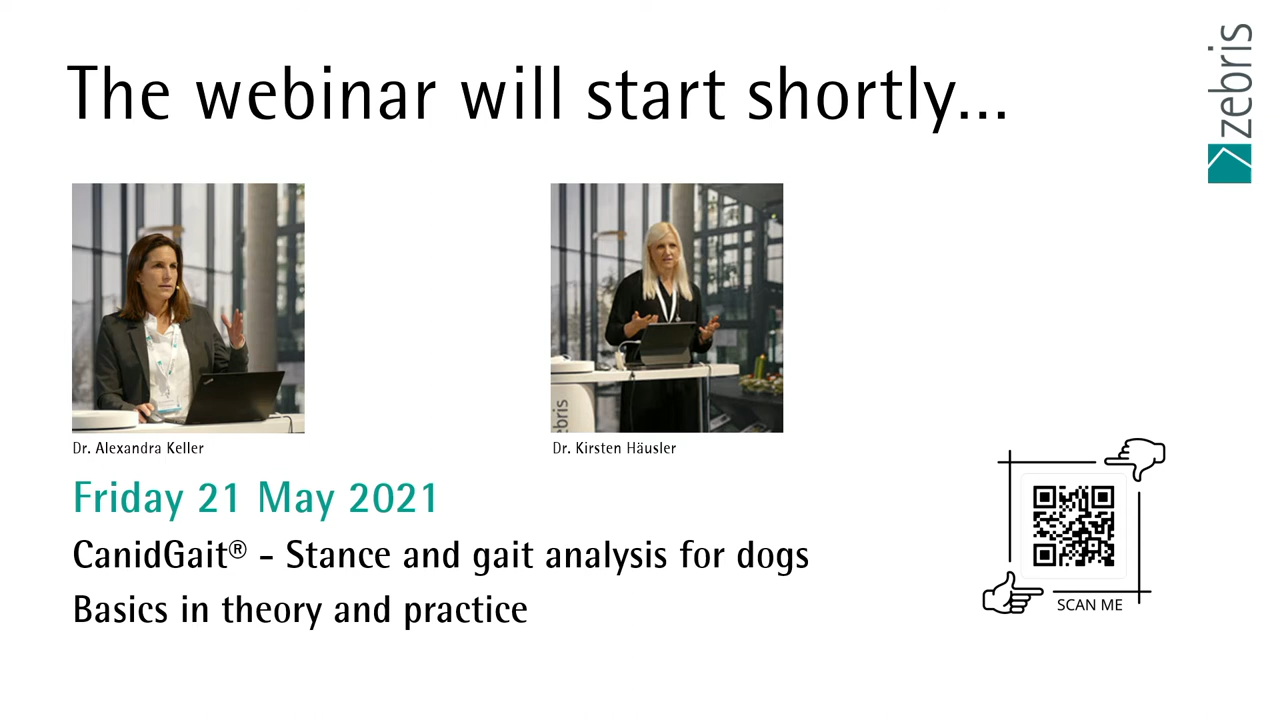 The webinar will start shortly...
zebris
ebris
Dr. Alexandra Keller
Dr. Kirsten Häusler
Friday 21 May 2021
CanidGait® - Stance and gait analysis for dogs
Basics in theory and practice
SCAN ME